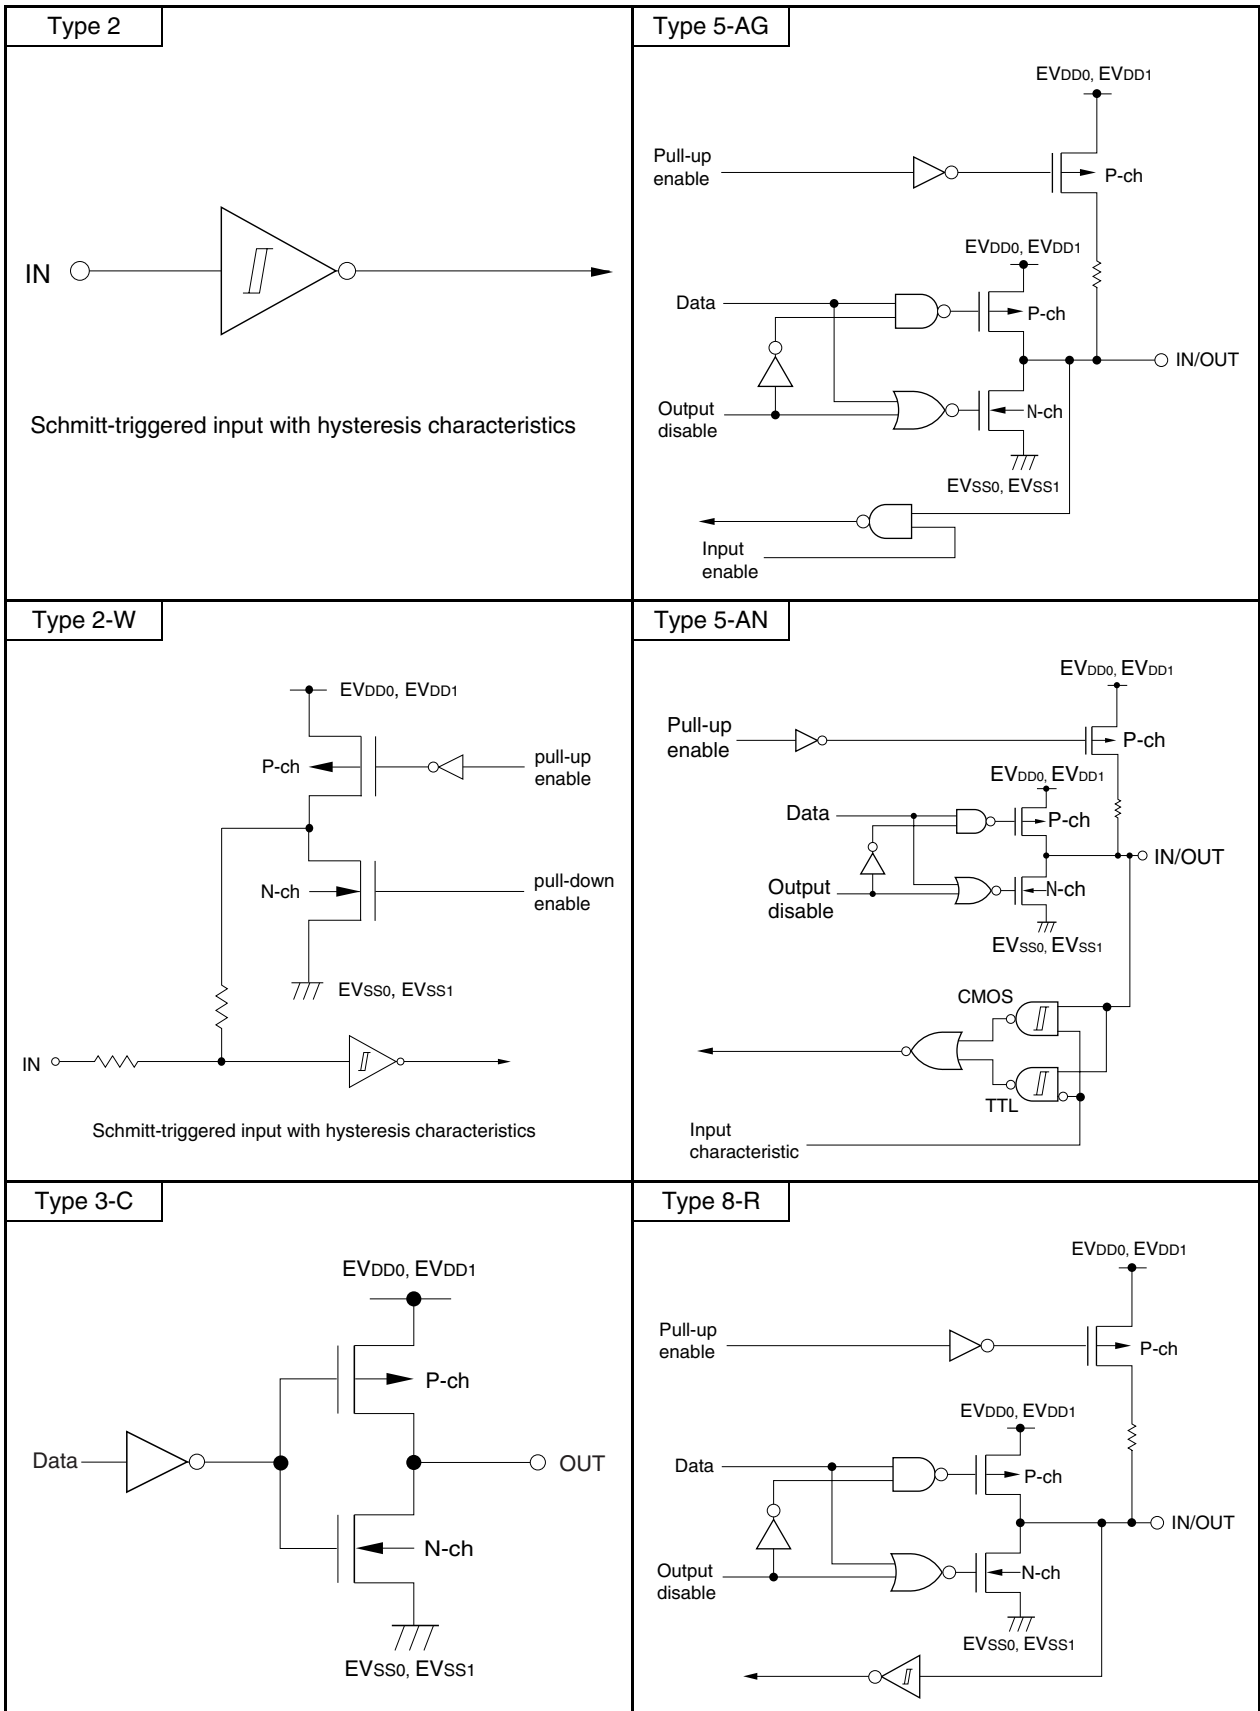 Type 2
IN
Schmitt-triggered input with hysteresis characteristics
Type 5-AG
EVDD0, EVDD1
Pull-up
enable
P-ch
EVDD0, EVDD1
Data
P-ch
IN/OUT
Output
disable
N-ch
EVSS0, EVSS1
Input
enable
Type 2-W
EVDD0, EVDD1
P-ch
pull-up
enable
N-ch
pull-down
enable
EVSS0, EVSS1
IN
Schmitt-triggered input with hysteresis characteristics
Type 5-AN
EVDD0, EVDD1
Pull-up
enable
P-ch
EVDD0, EVDD1
Data
P-ch
IN/OUT
Output
disable
N-ch
EVSS0, EVSS1
CMOS
TTL
Input
characteristic
Type 3-C
EVDD0, EVDD1
P-ch
Data
OUT
N-ch
EVSS0, EVSS1
Type 8-R
EVDD0, EVDD1
Pull-up
enable
P-ch
EVDD0, EVDD1
Data
P-ch
IN/OUT
Output
disable
N-ch
EVSS0, EVSS1